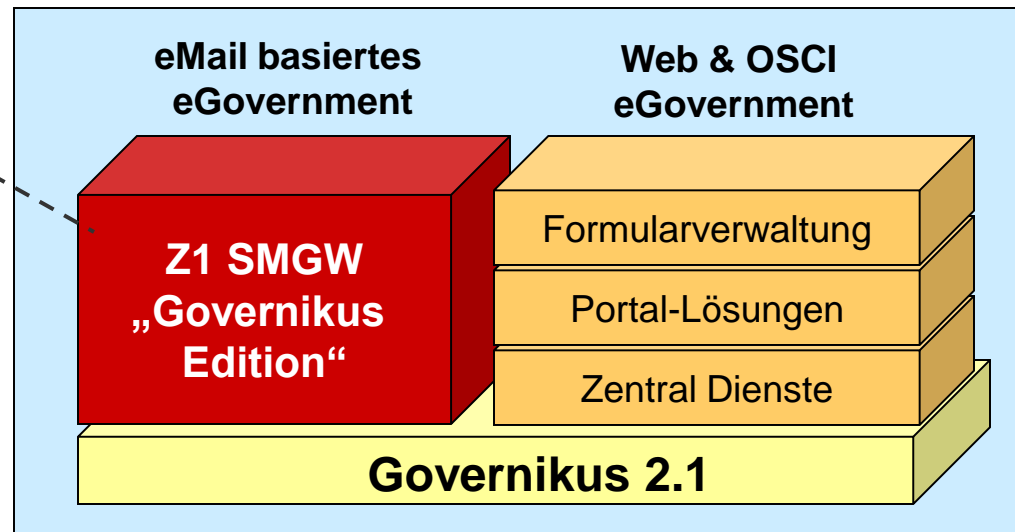 eMail basiertes
eGovernment
Web & OSCI
eGovernment
Z1 SMGW
„Governikus
Edition“
Formularverwaltung
Portal-Lösungen
Zentral Dienste
Governikus 2.1